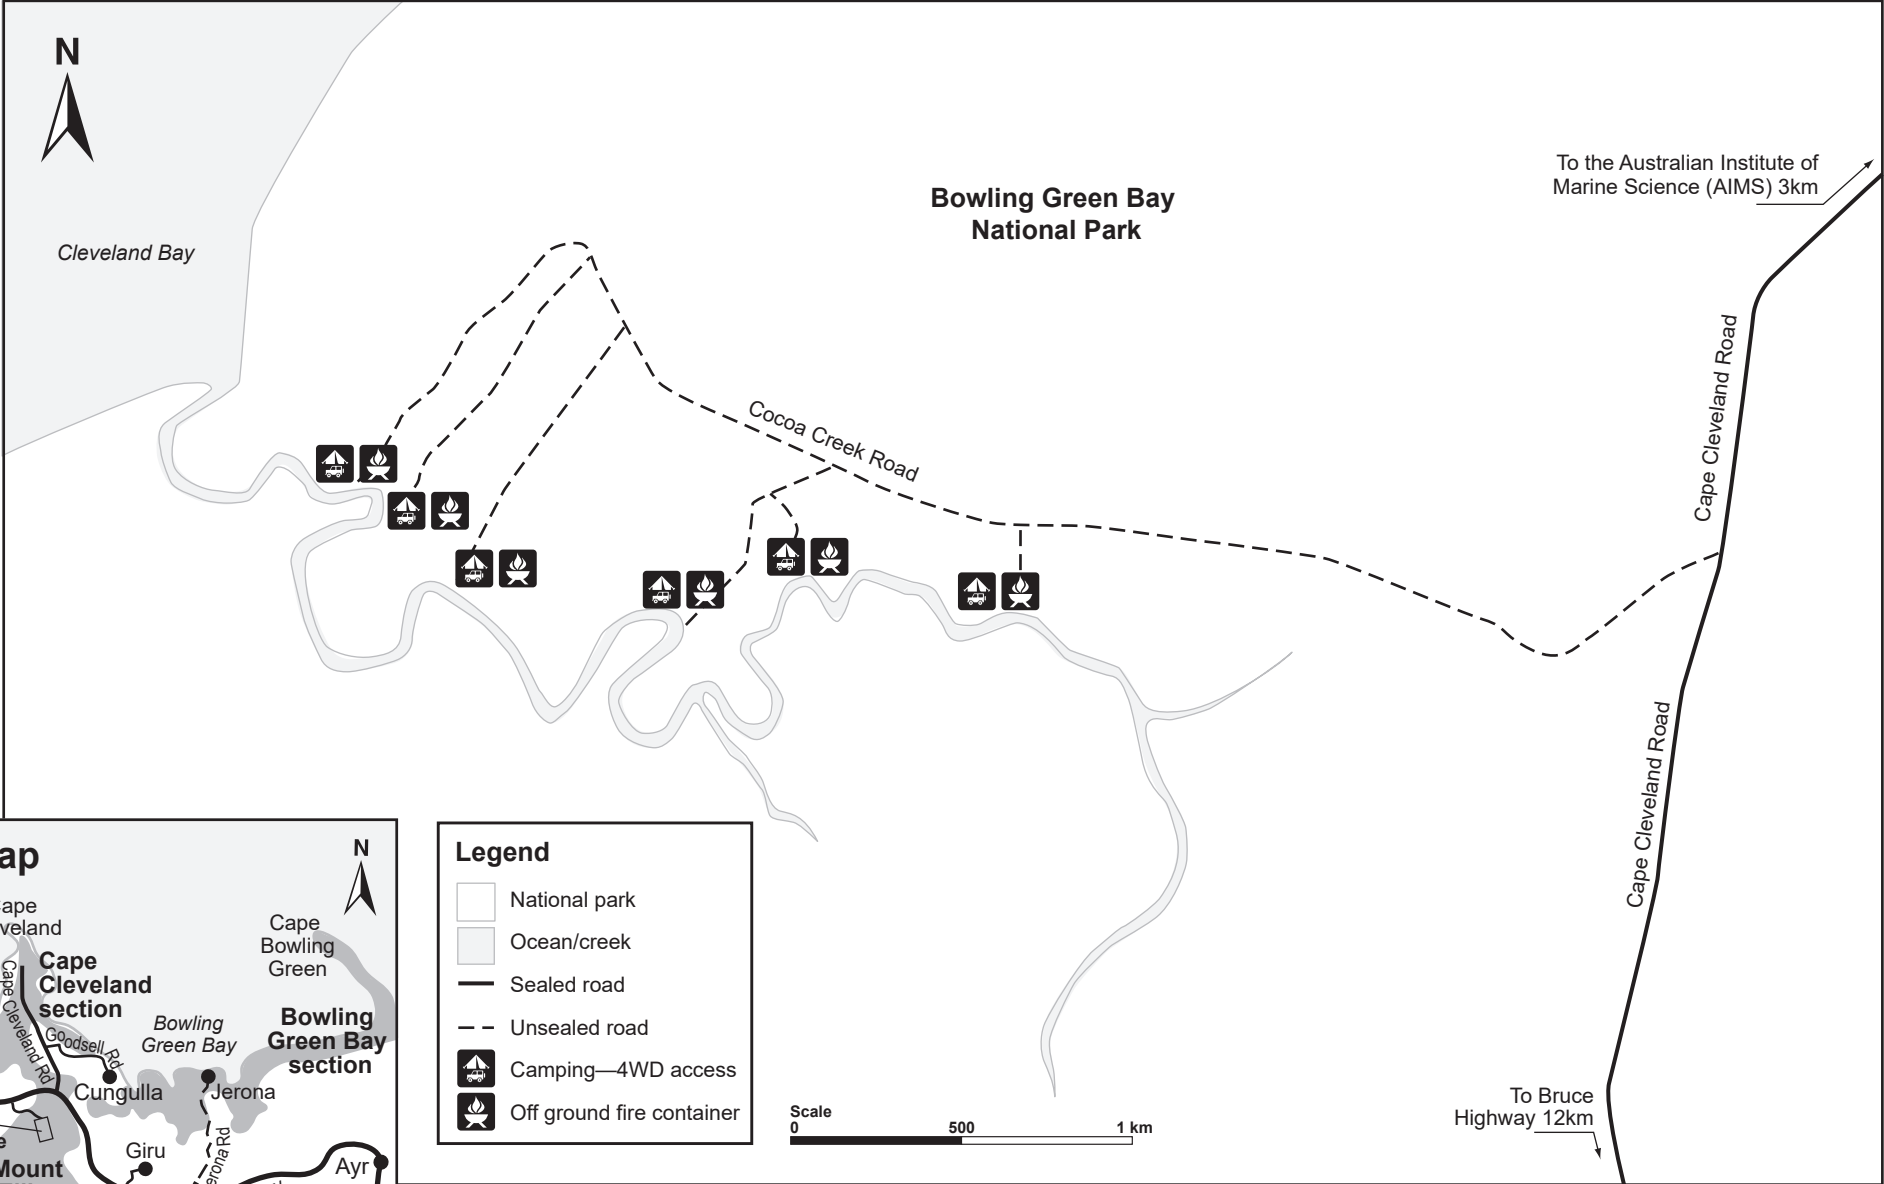 N
Cleveland Bay
Bowling Green Bay
National Park
To the Australian Institute of
Marine Science (AIMS) 3km
Cape Cleveland Road
Cocoa Creek Road
Cape Cleveland Road
To Bruce
Highway 12km
Legend
National park
Ocean/creek
Sealed road
Unsealed road
Camping—4WD access
Off ground fire container
Scale
0 500 1 km
ap
N
ape
veland
Cape
Bowling
Green
Cape
Cleveland
section
Cape Cleveland Rd
Goodsell Rd
Bowling
Green Bay
Bowling
Green Bay
section
Cungulla
Jerona
erona Rd
Giru
Ayr
e
Mount